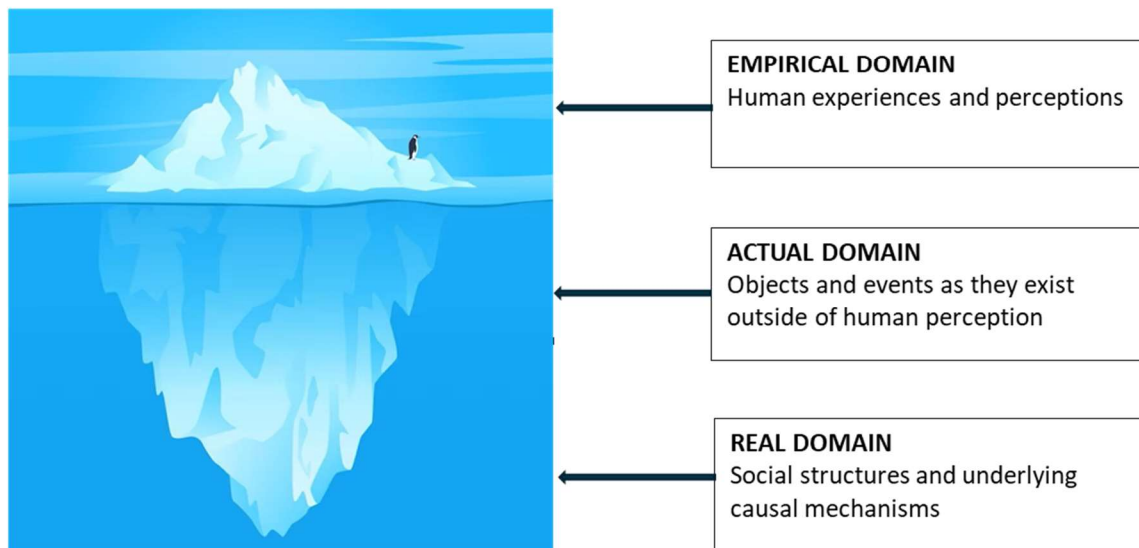 EMPIRICAL DOMAIN
Human experiences and perceptions
ACTUAL DOMAIN
Objects and events as they exist
outside of human perception
REAL DOMAIN
Social structures and underlying
causal mechanisms